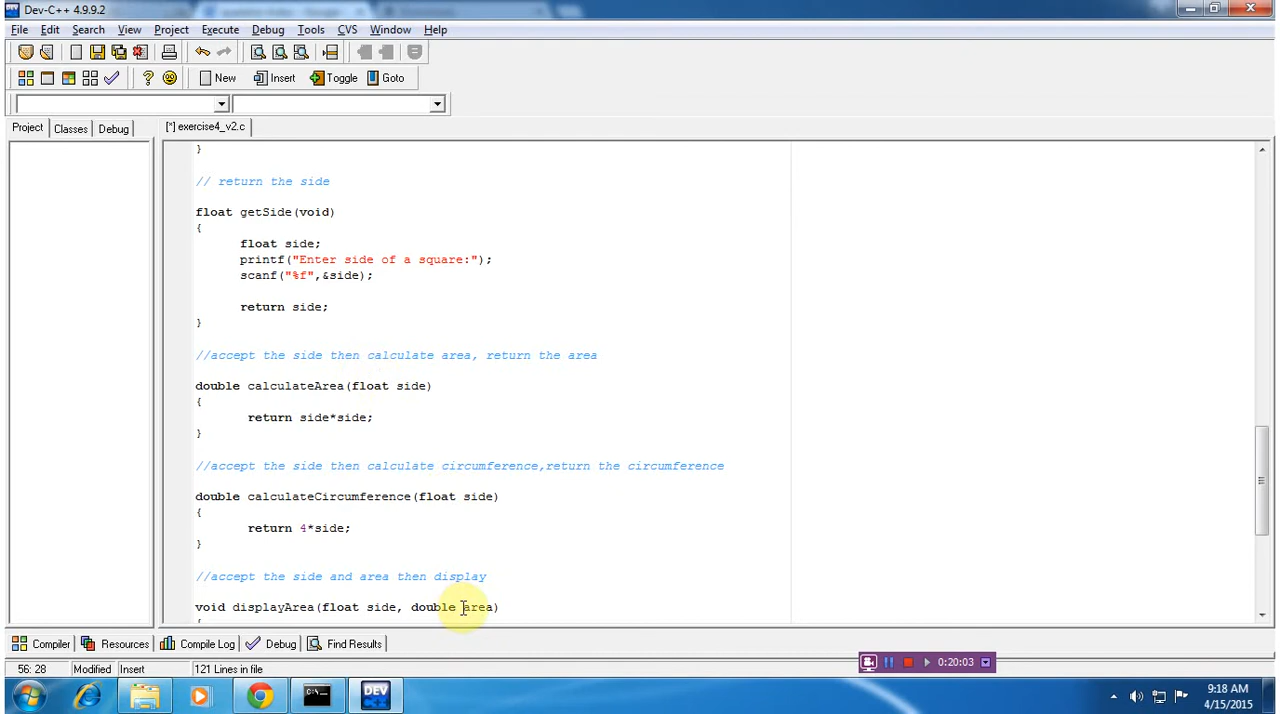 Dev-C++ 4.9.9.2
File Edit Search View Project Execute Debug Tools CVS Window Help
New Insert Toggle Goto
Project Classes Debug [*] exercise4_v2.c
}
// return the side
float getSide(void)
{
float side;
printf("Enter side of a square:");
scanf("%f",&side);
return side;
}
//accept the side then calculate area, return the area
double calculateArea(float side)
{
return side*side;
}
//accept the side then calculate circumference,return the circumference
double calculateCircumference(float side)
{
return 4*side;
}
//accept the side and area then display
void displayArea(float side, double area)
{
Compiler Resources Compile Log Debug Find Results
0:20:03
56: 28 Modified Insert 121 Lines in file
DEV
9:18 AM
4/15/2015